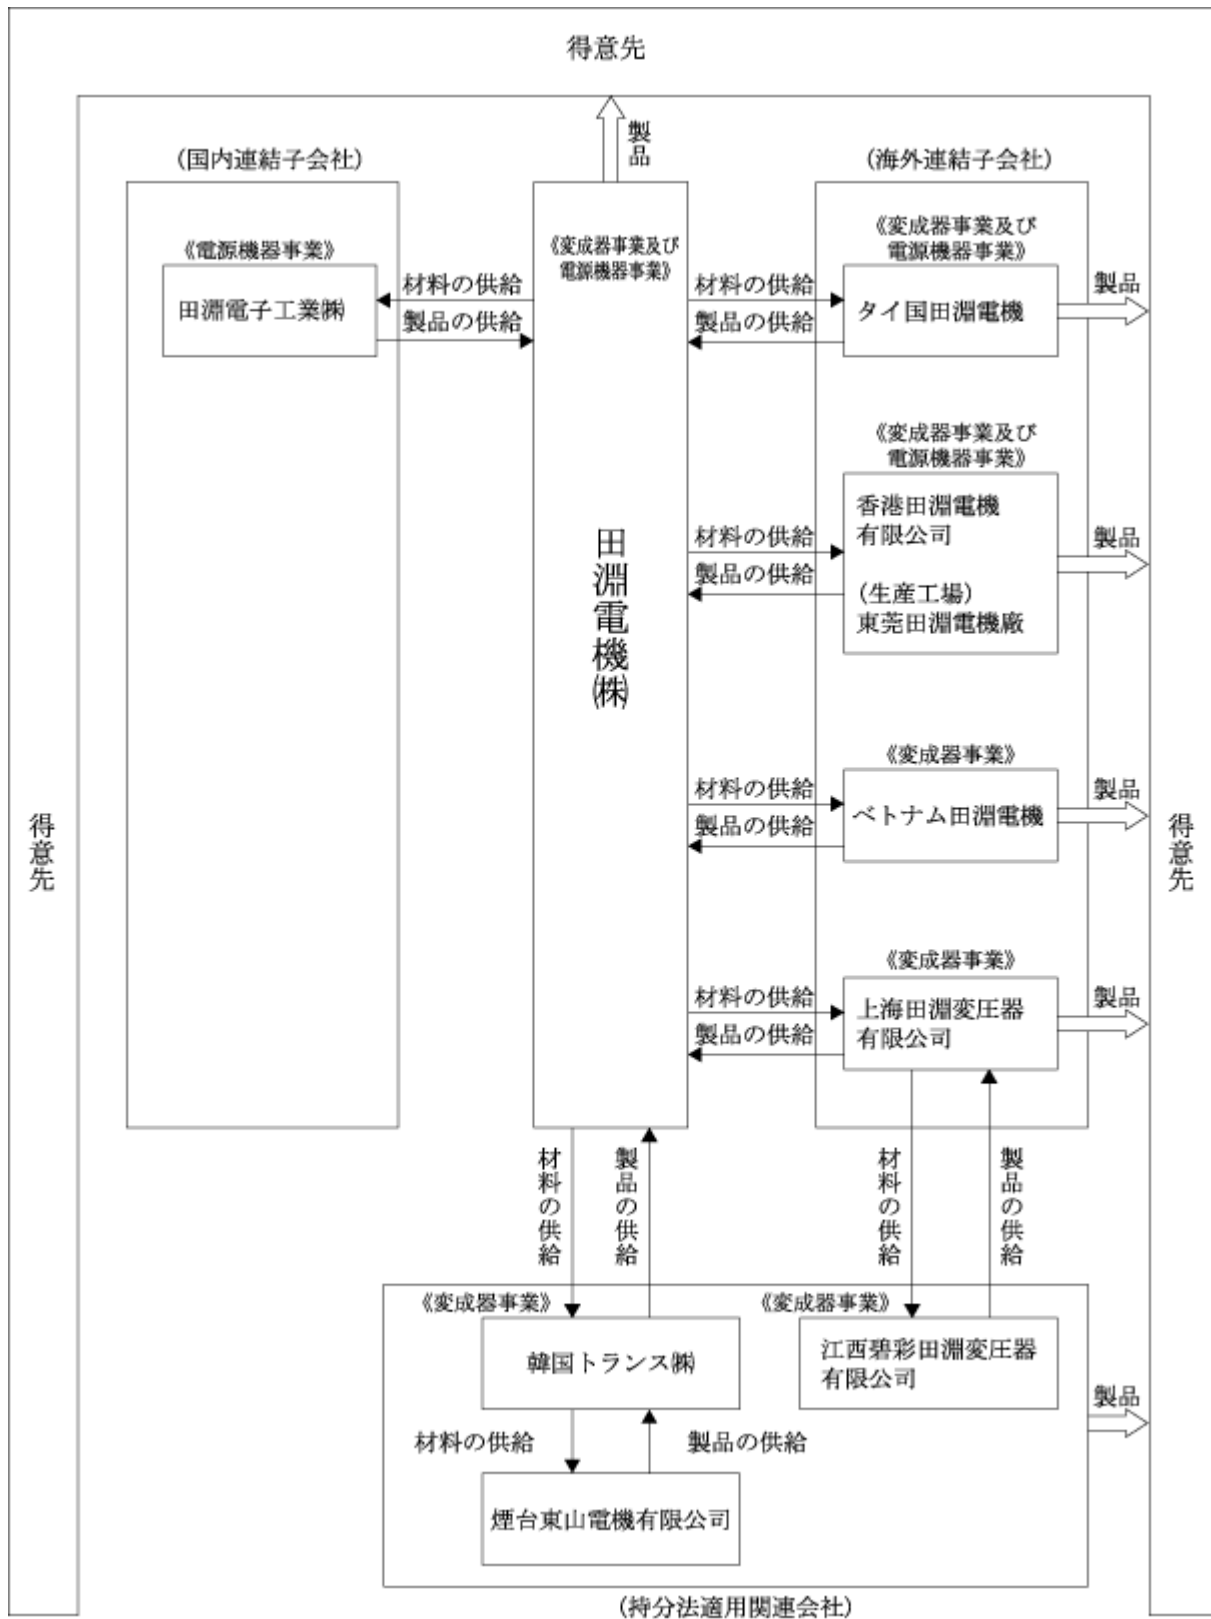 得意先
製品
(国内連結子会社)
(海外連結子会社)
《電源機器事業》
田淵電子工業㈱
材料の供給
製品の供給
《変成器事業及び
電源機器事業》
田淵電機㈱
材料の供給
製品の供給
《変成器事業及び
電源機器事業》
タイ国田淵電機
製品
《変成器事業及び
電源機器事業》
材料の供給
製品の供給
香港田淵電機
有限公司
(生産工場)
東莞田淵電機廠
製品
《変成器事業》
材料の供給
製品の供給
ベトナム田淵電機
製品
得意先
得意先
《変成器事業》
材料の供給
製品の供給
上海田淵変圧器
有限公司
製品
材料の供給
製品の供給
材料の供給
製品の供給
《変成器事業》
《変成器事業》
韓国トランス㈱
江西碧彩田淵変圧器
有限公司
製品
材料の供給
製品の供給
煙台東山電機有限公司
(持分法適用関連会社)